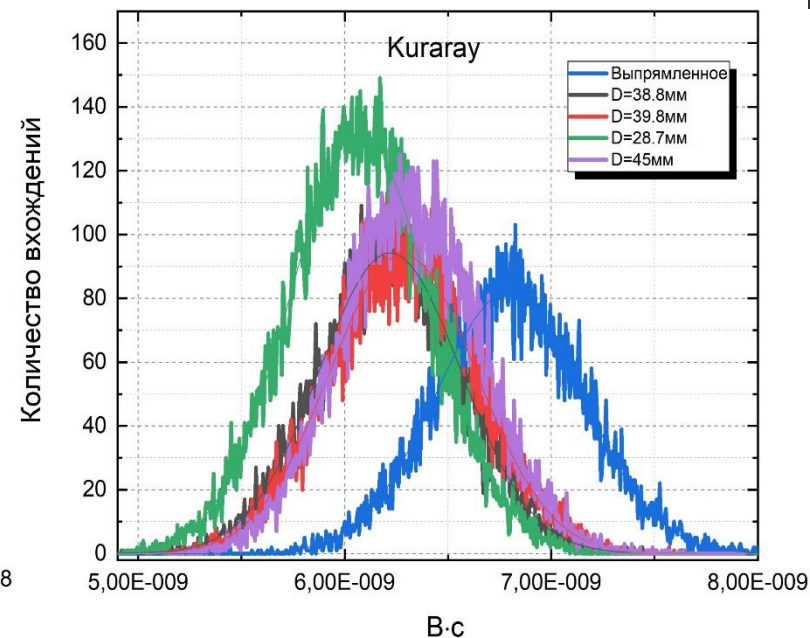 Kuraray
Выпрямленное
D=38.8мм
D=39.8мм
D=28.7мм
D=45мм
Количество вхождений
160
140
120
100
80
60
40
20
0
8
5,00E-009 6,00E-009 7,00E-009 8,00E-009
В·с